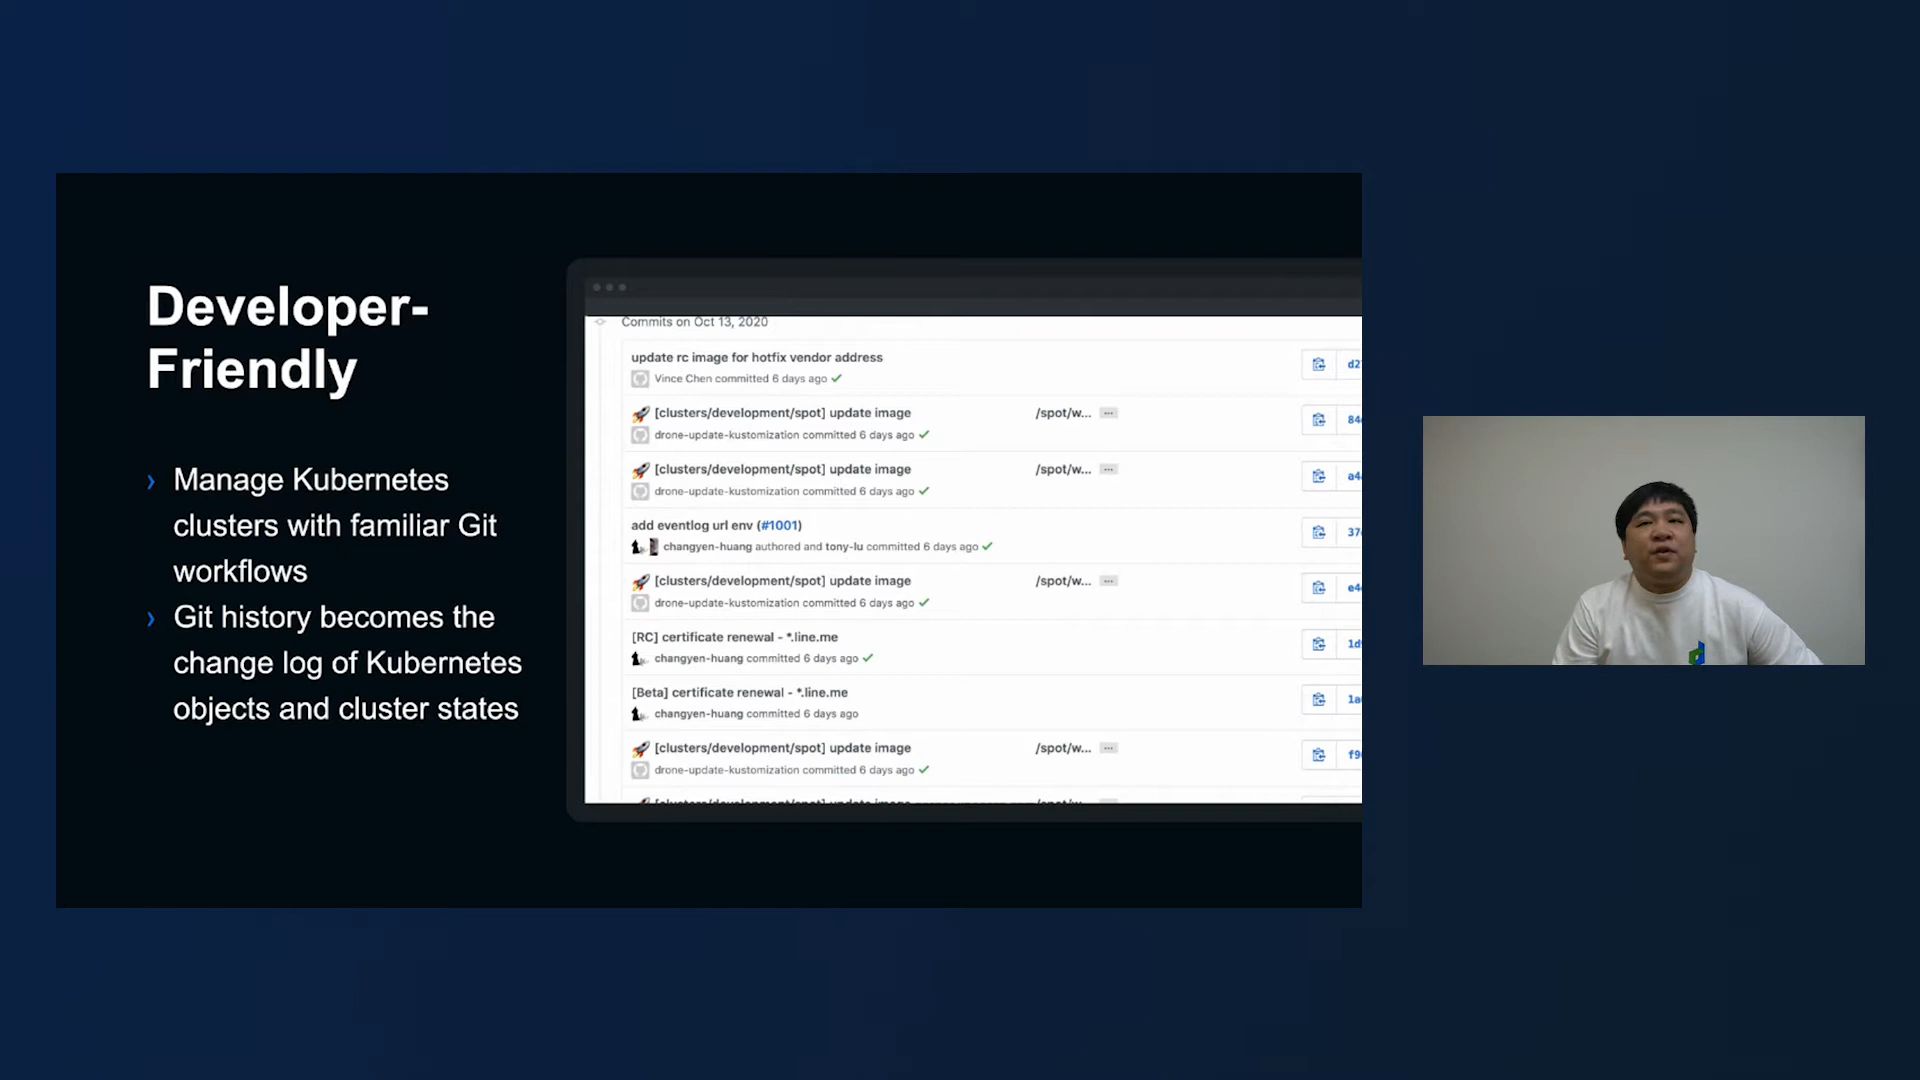 Developer-
Friendly
› Manage Kubernetes
clusters with familiar Git
workflows
› Git history becomes the
change log of Kubernetes
objects and cluster states
Commits on Oct 13, 2020
update rc image for hotfix vendor address
Vince Chen committed 6 days ago ✓
[clusters/development/spot] update image /spot/w... ...
84
drone-update-kustomization committed 6 days ago ✓
[clusters/development/spot] update image /spot/w... ...
drone-update-kustomization committed 6 days ago ✓
add eventlog url env (#1001)
37
changyen-huang authored and tony-lu committed 6 days ago ✓
[clusters/development/spot] update image /spot/w... ...
e4
drone-update-kustomization committed 6 days ago ✓
[RC] certificate renewal - *.line.me
changyen-huang committed 6 days ago ✓
[Beta] certificate renewal - *.line.me
changyen-huang committed 6 days ago
[clusters/development/spot] update image /spot/w... ...
f9
drone-update-kustomization committed 6 days ago ✓